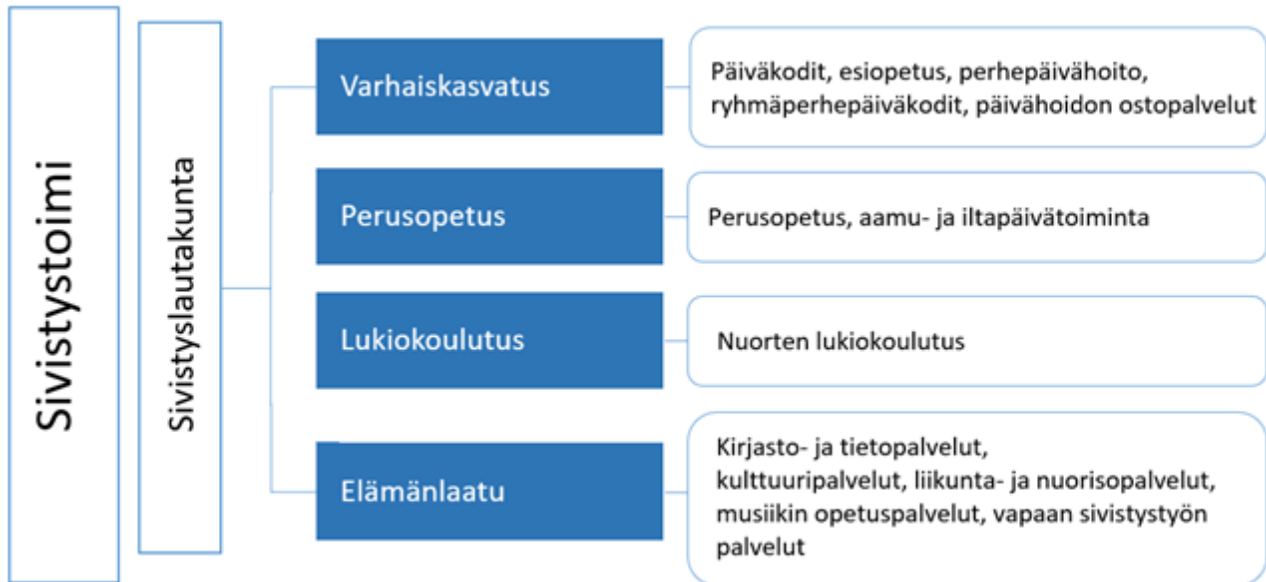 Sivistystoimi
Sivistyslautakunta
Varhaiskasvatus
Päiväkodit, esiopetus, perhepäivähoito,
ryhmäperhepäiväkodit, päivähoidon ostopalvelut
Perusopetus
Perusopetus, aamu- ja iltapäivätoiminta
Lukiokoulutus
Nuorten lukiokoulutus
Elämänlaatu
Kirjasto- ja tietopalvelut,
kulttuuripalvelut, liikunta- ja nuorisopalvelut,
musiikin opetuspalvelut, vapaan sivistystyön
palvelut